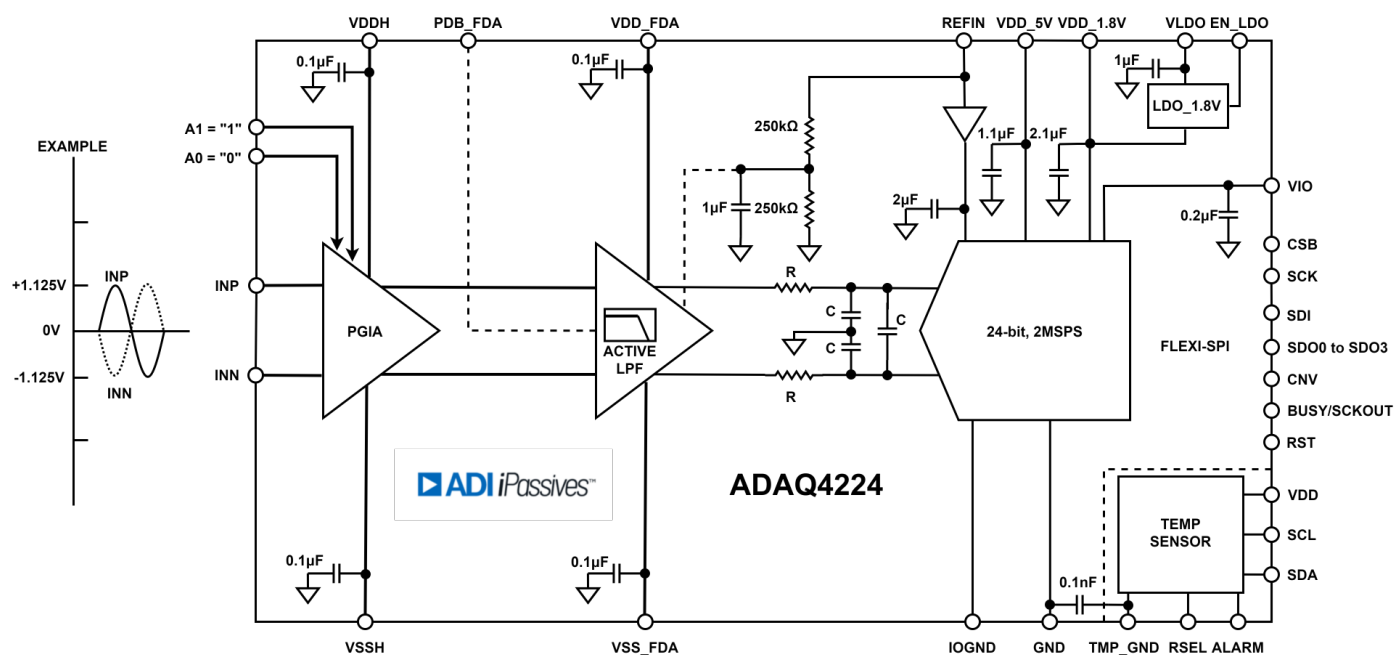 VDDH
PDB_FDA
VDD_FDA
REFIN
VDD_5V
VDD_1.8V
VLDO
EN_LDO
0.1µF
0.1µF
1µF
LDO_1.8V
A1 = "1"
A0 = "0"
250kΩ
1.1µF
2.1µF
EXAMPLE
VIO
1µF
250kΩ
2µF
0.2µF
CSB
SCK
+1.125V
INP
INP
R
SDI
0V
PGIA
ACTIVE
LPF
C
C
C
24-bit, 2MSPS
FLEXI-SPI
SDO0 to SDO3
-1.125V
INN
INN
R
CNV
BUSY/SCKOUT
RST
ADI iPassives™
ADAQ4224
VDD
TEMP
SENSOR
SCL
SDA
0.1µF
0.1µF
0.1nF
VSSH
VSS_FDA
IOGND
GND
TMP_GND
RSEL
ALARM